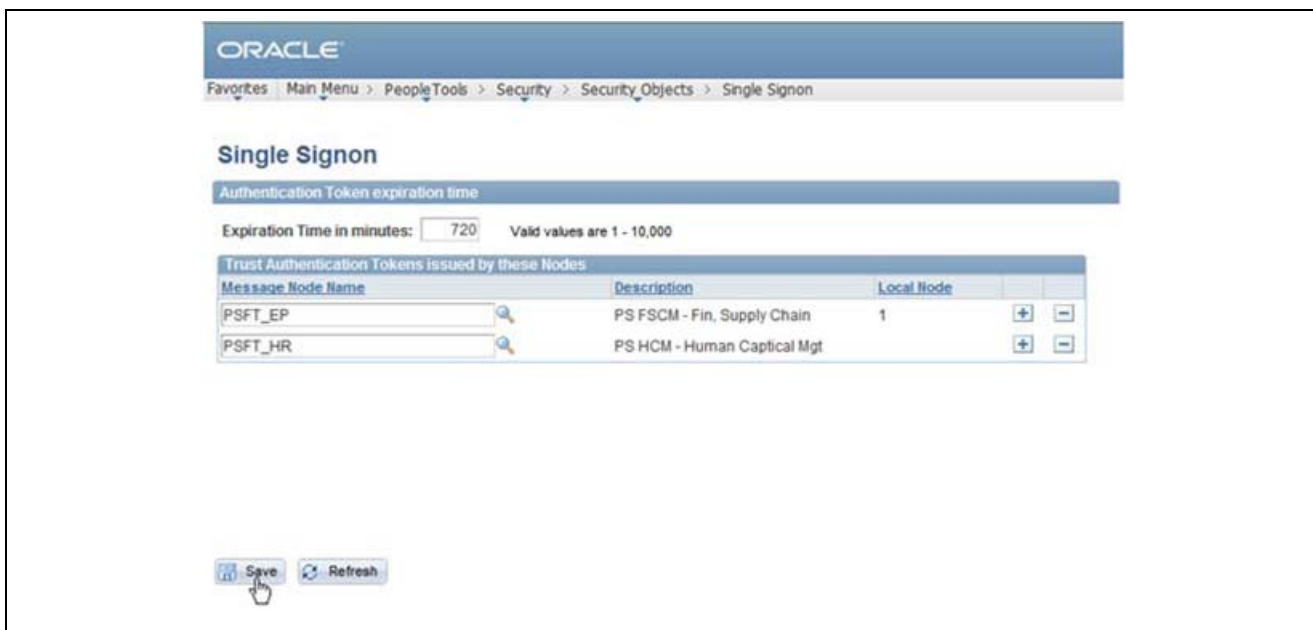 ORACLE
Favorites Main Menu > PeopleTools > Security > Security Objects > Single Signon
Single Signon
Authentication Token expiration time
Expiration Time in minutes: 720 Valid values are 1 - 10,000
Trust Authentication Tokens issued by these Nodes
Message Node Name Description Local Node
PSFT_EP PS FSCM - Fin, Supply Chain 1
PSFT_HR PS HCM - Human Captical Mgt
Save Refresh